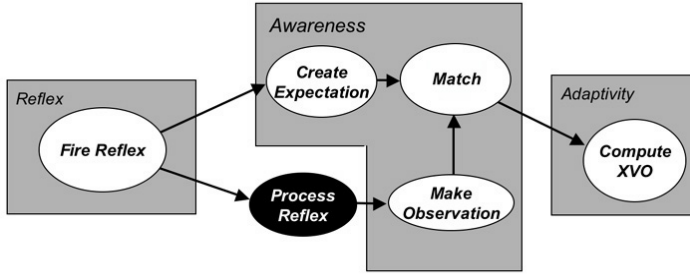 Awareness
Create
Expectation
Match
Reflex
Fire Reflex
Adaptivity
Compute
XVO
Process
Reflex
Make
Observation